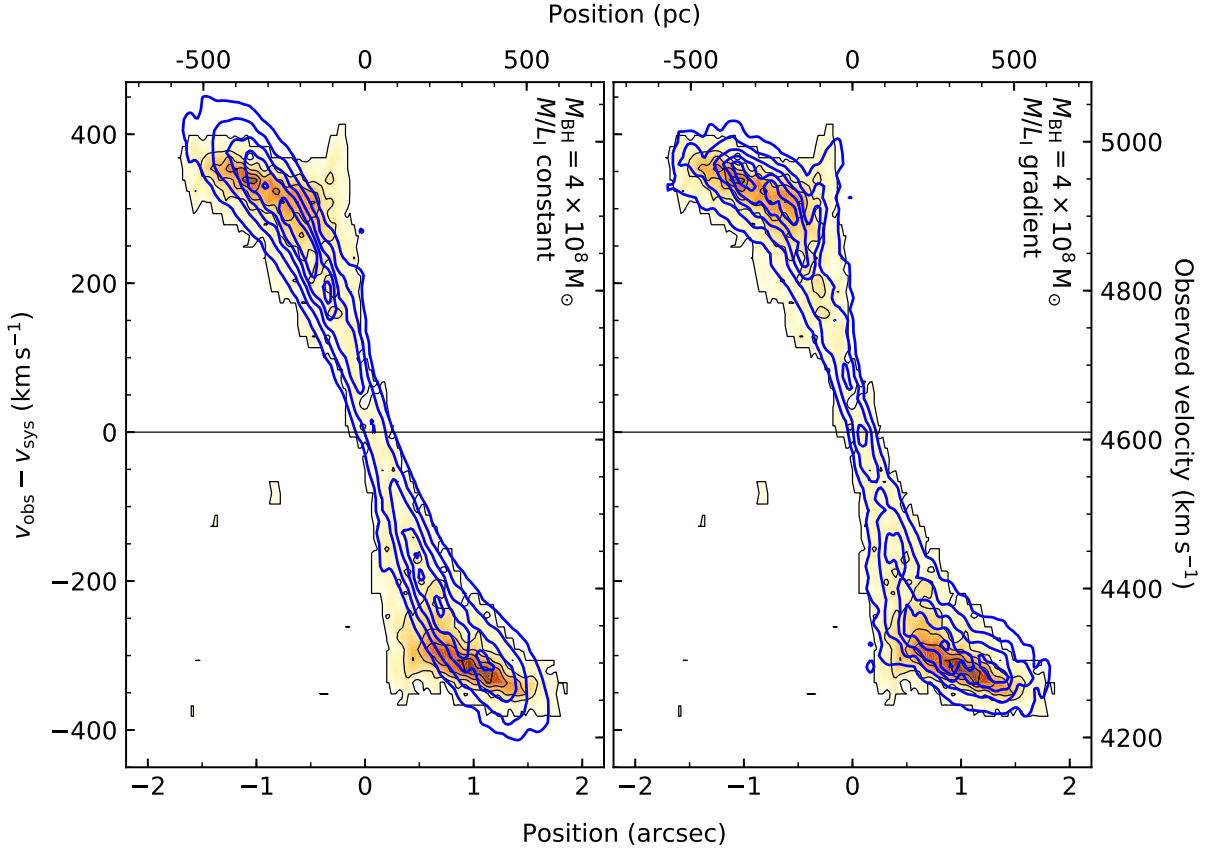 Position (pc)
-500 0 500 -500 0 500
M_BH = 4 × 10⁸ M⊙
M/L_I constant
M_BH = 4 × 10⁸ M⊙
M/L_I gradient
400
200
0
−200
−400
v_obs − v_sys (km s⁻¹)
5000
4800
4600
4400
4200
Observed velocity (km s⁻¹)
−2 −1 0 1 2 −2 −1 0 1 2
Position (arcsec)